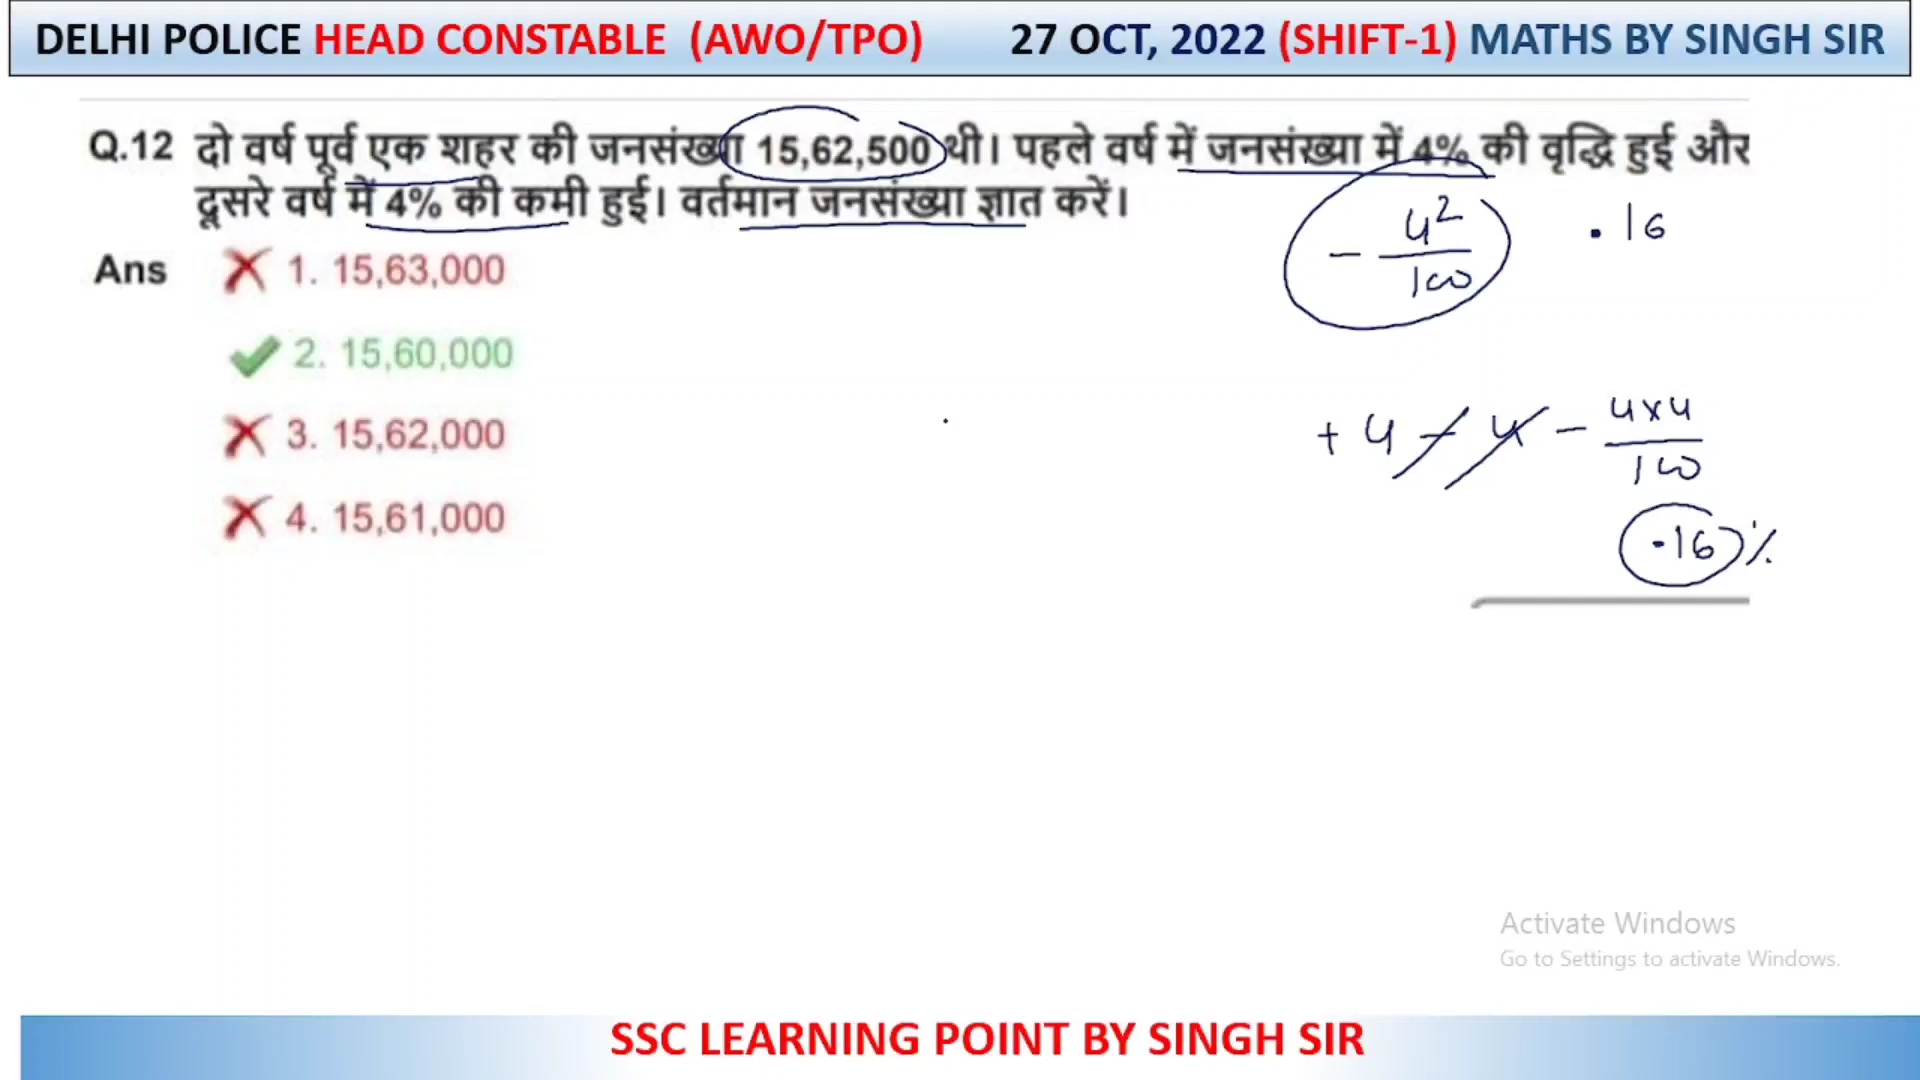 DELHI POLICE HEAD CONSTABLE (AWO/TPO) 27 OCT, 2022 (SHIFT-1) MATHS BY SINGH SIR
Q.12 दो वर्ष पूर्व एक शहर की जनसंख्या 15,62,500 थी। पहले वर्ष में जनसंख्या में 4% की वृद्धि हुई और
दूसरे वर्ष में 4% की कमी हुई। वर्तमान जनसंख्या ज्ञात करें।
- 4²/100 .16
Ans 1. 15,63,000
2. 15,60,000
3. 15,62,000
4. 15,61,000
+ 4 - 4 - 4x4/100
.16 %
Activate Windows
Go to Settings to activate Windows.
SSC LEARNING POINT BY SINGH SIR